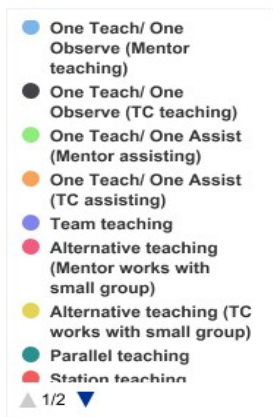 One Teach/ One
Observe (Mentor
teaching)
One Teach/ One
Observe (TC teaching)
One Teach/ One Assist
(Mentor assisting)
One Teach/ One Assist
(TC assisting)
Team teaching
Alternative teaching
(Mentor works with
small group)
Alternative teaching (TC
works with small group)
Parallel teaching
Station teaching
1/2